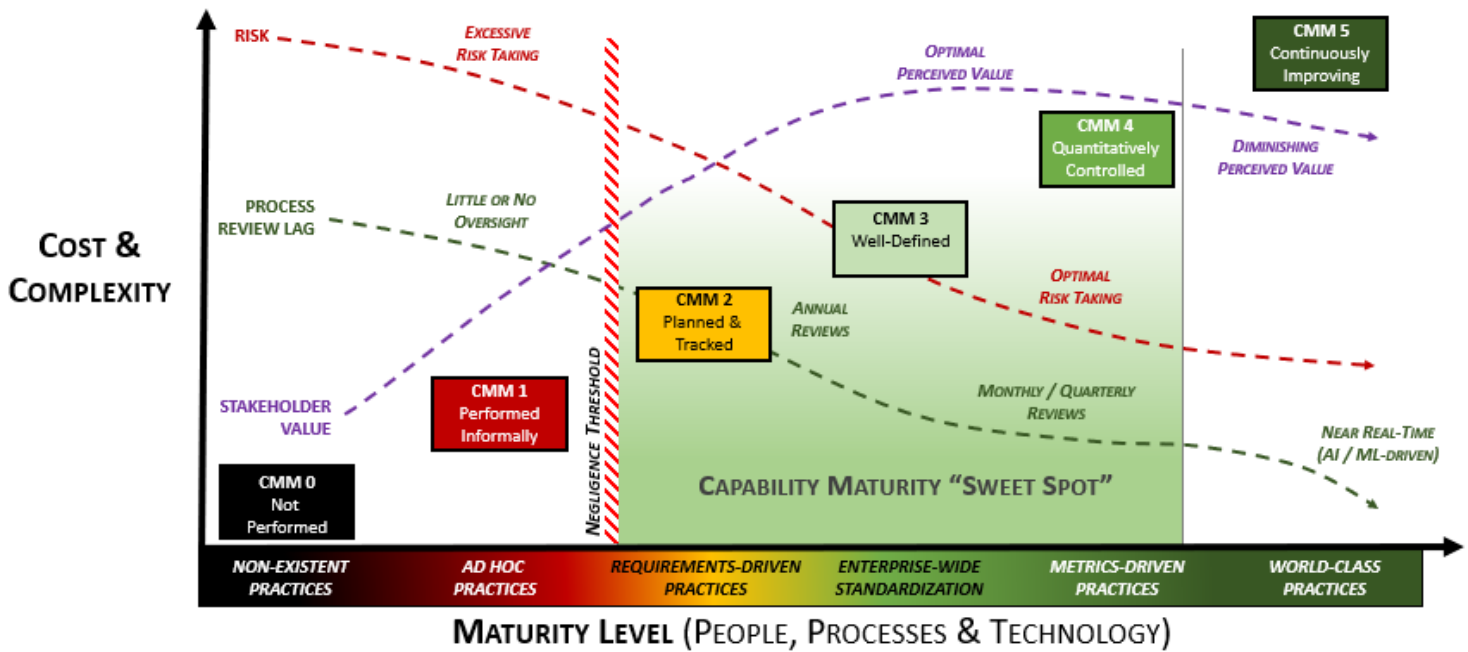 RISK
EXCESSIVE
RISK TAKING
OPTIMAL
PERCEIVED VALUE
CMM 5
Continuously
Improving
CMM 4
Quantitatively
Controlled
DIMINISHING
PERCEIVED VALUE
PROCESS
REVIEW LAG
LITTLE OR NO
OVERSIGHT
CMM 3
Well-Defined
COST &
COMPLEXITY
OPTIMAL
RISK TAKING
CMM 2
Planned &
Tracked
ANNUAL
REVIEWS
NEGLIGENCE THRESHOLD
STAKEHOLDER
VALUE
CMM 1
Performed
Informally
MONTHLY / QUARTERLY
REVIEWS
NEAR REAL-TIME
(AI / ML-DRIVEN)
CMM 0
Not
Performed
CAPABILITY MATURITY “SWEET SPOT”
NON-EXISTENT
PRACTICES
AD HOC
PRACTICES
REQUIREMENTS-DRIVEN
PRACTICES
ENTERPRISE-WIDE
STANDARDIZATION
METRICS-DRIVEN
PRACTICES
WORLD-CLASS
PRACTICES
MATURITY LEVEL (PEOPLE, PROCESSES & TECHNOLOGY)